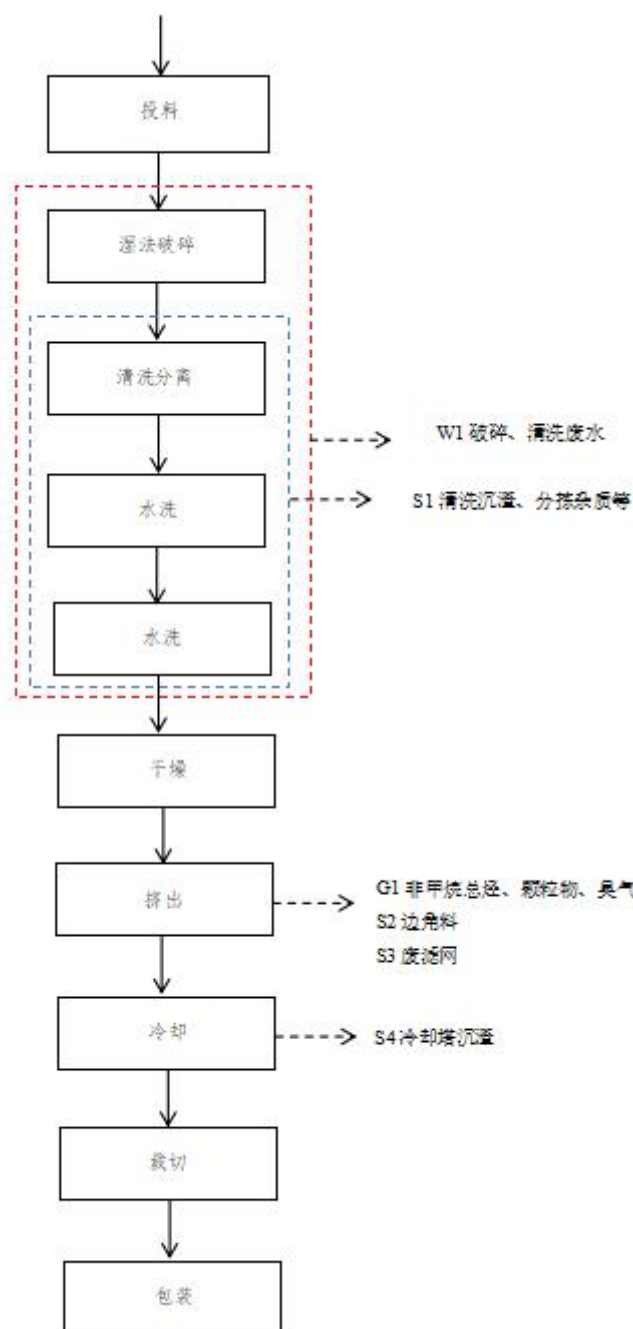 投料
湿法破碎
清洗分离
W1 破碎、清洗废水
S1 清洗沉渣、分拣杂质等
水洗
水洗
干燥
挤出
G1 非甲烷总烃、颗粒物、臭气
S2 边角料
S3 废滤网
冷却
S4 冷却塔沉渣
裁切
包装